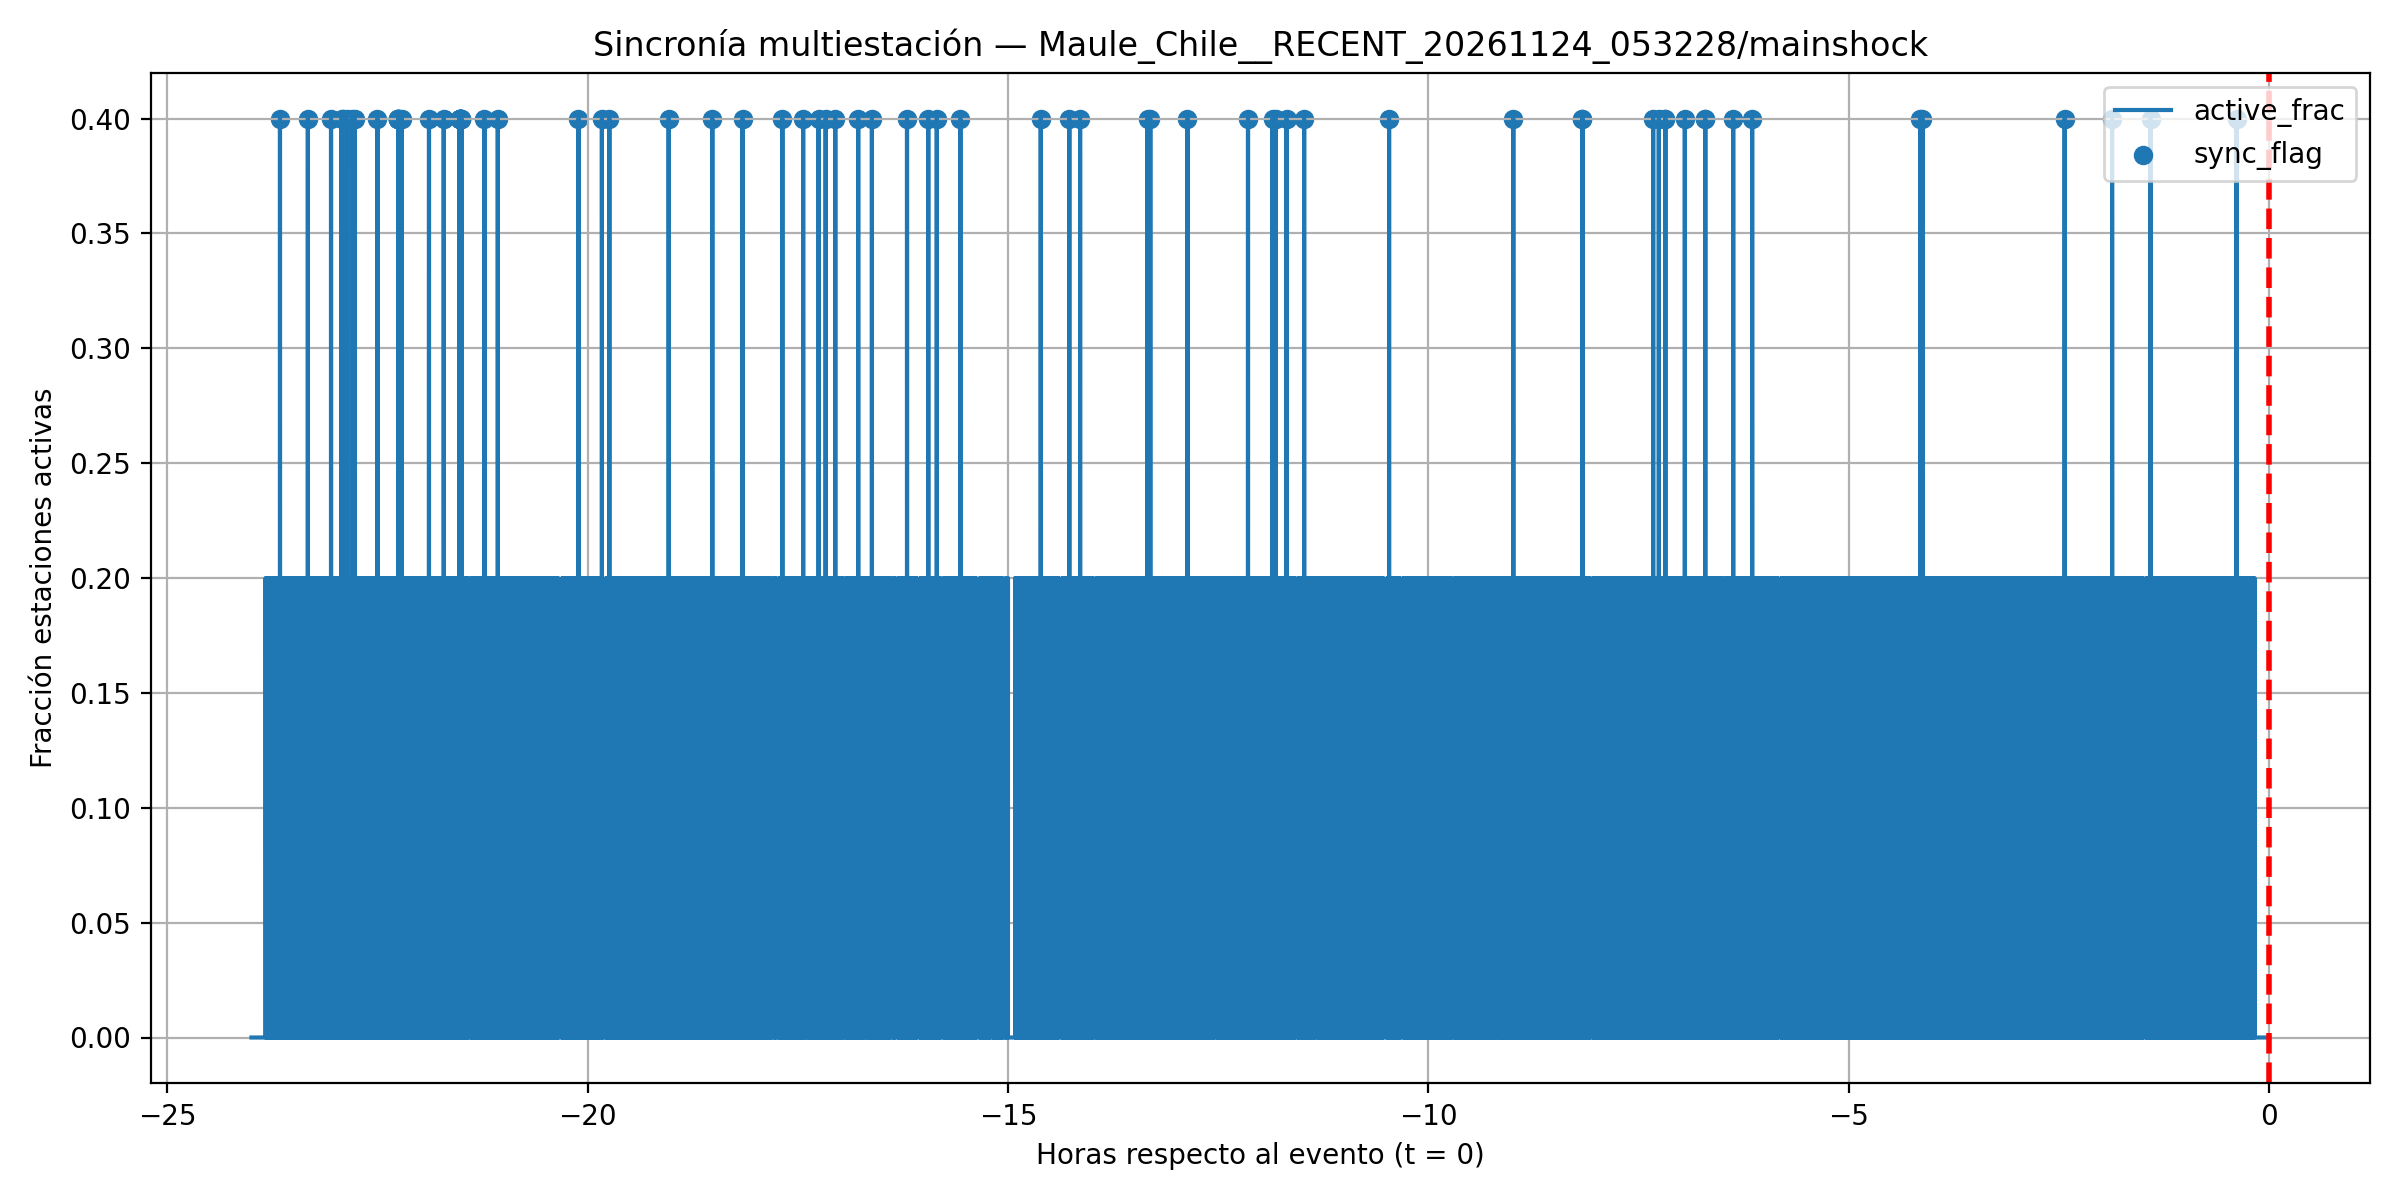 Sincronía multiestación — Maule_Chile__RECENT_20261124_053228/mainshock
active_frac
sync_flag
Fracción estaciones activas
0.40
0.35
0.30
0.25
0.20
0.15
0.10
0.05
0.00
−25 −20 −15 −10 −5 0
Horas respecto al evento (t = 0)